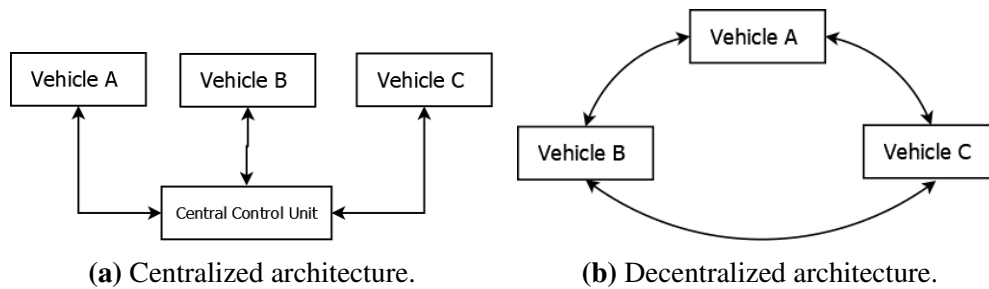 Vehicle A
Vehicle B
Vehicle C
Central Control Unit
(a) Centralized architecture.
Vehicle A
Vehicle B
Vehicle C
(b) Decentralized architecture.